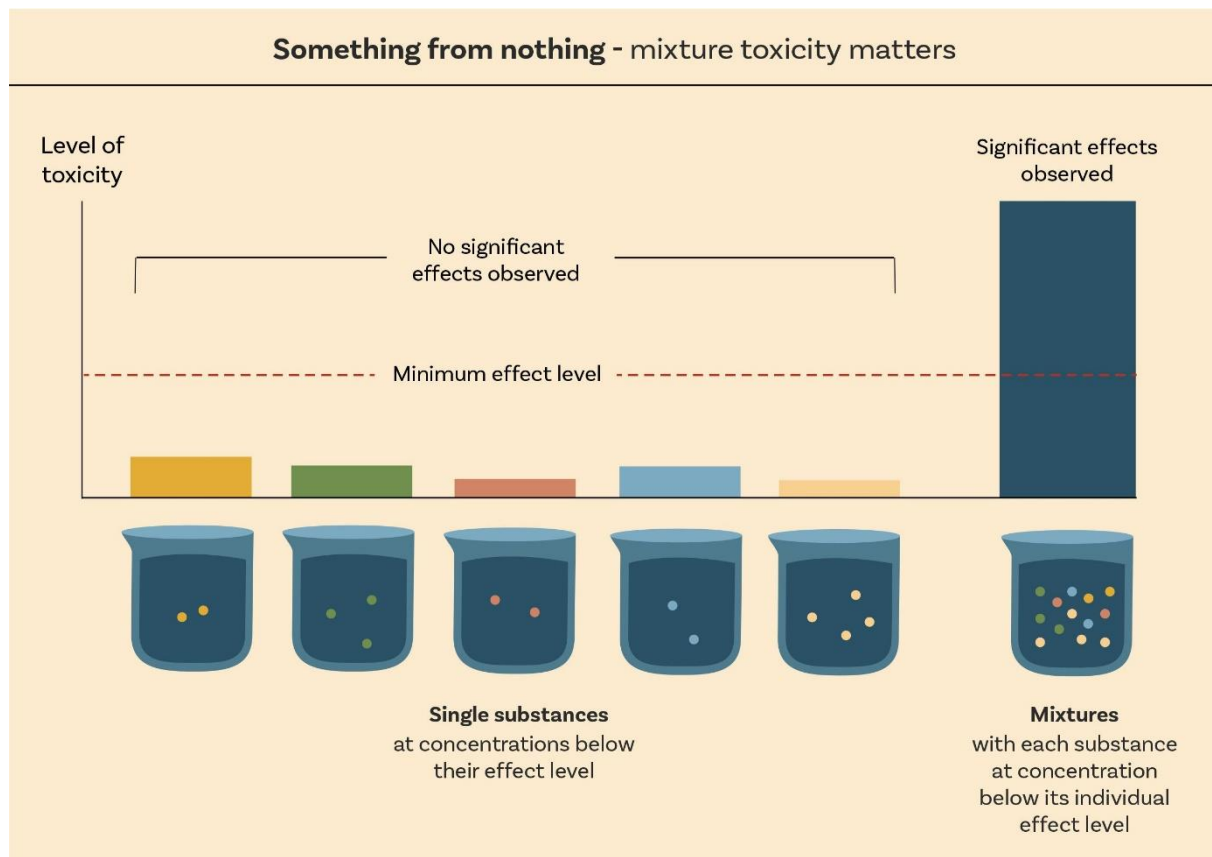 Something from nothing - mixture toxicity matters
Level of
toxicity
Significant effects
observed
No significant
effects observed
Minimum effect level
Single substances
at concentrations below
their effect level
Mixtures
with each substance
at concentration
below its individual
effect level